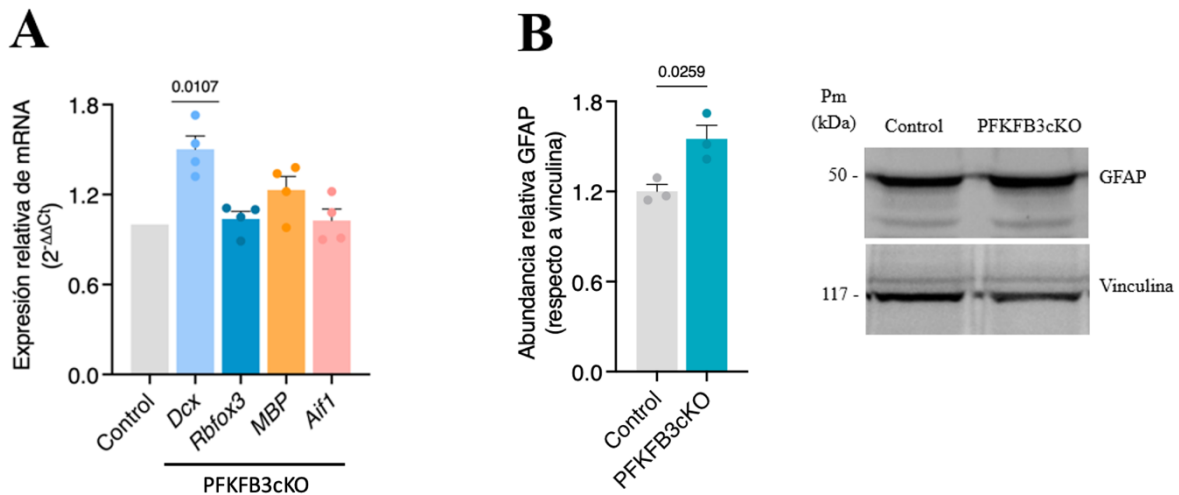 A
Expresión relativa de mRNA
(2-ΔΔCt)
1.8
1.2
0.6
0.0
0.0107
Control
Dcx
Rbfox3
MBP
Aif1
PFKFB3cKO
B
Abundancia relativa GFAP
(respecto a vinculina)
1.8
1.2
0.6
0.0
0.0259
Control
PFKFB3cKO
Pm
(kDa)
Control
PFKFB3cKO
50 -
GFAP
117 -
Vinculina